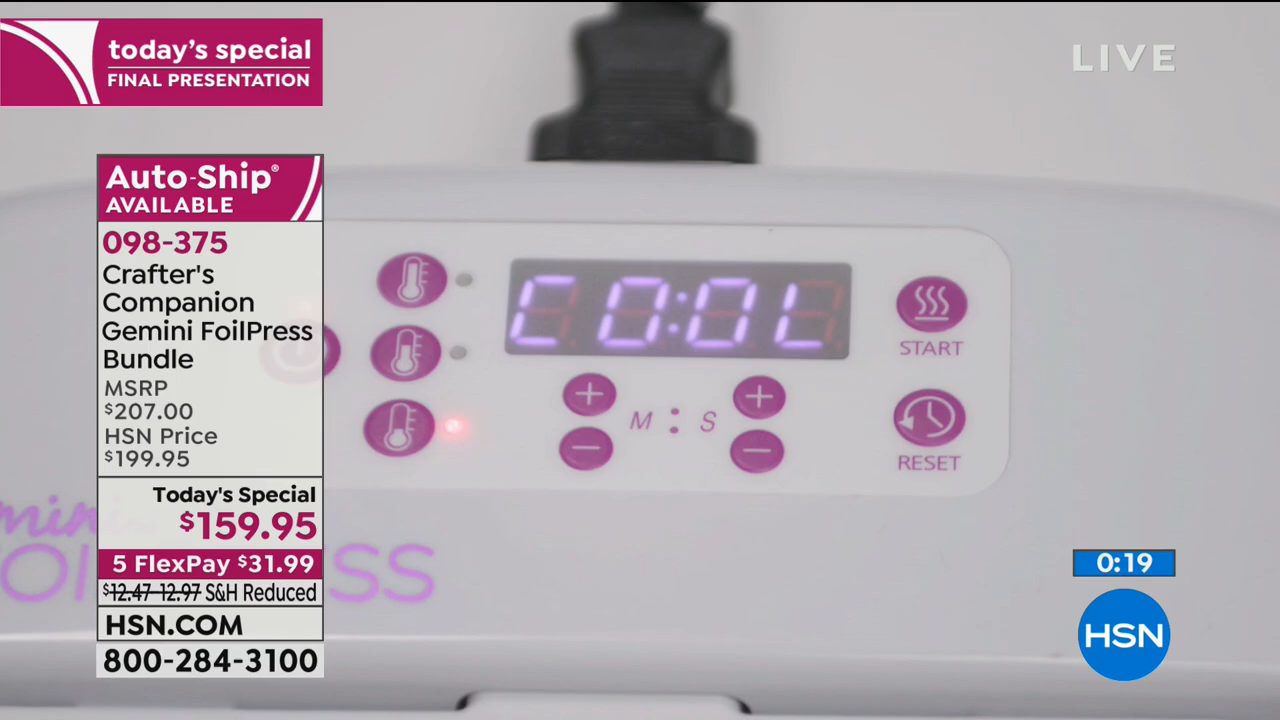 today's special
FINAL PRESENTATION
LIVE
Auto-Ship®
AVAILABLE
098-375
Crafter's
Companion
Gemini FoilPress
Bundle
MSRP
$207.00
HSN Price
$199.95
Today's Special
$159.95
5 FlexPay $31.99
$12.47-12.97 S&H Reduced
HSN.COM
800-284-3100
C0:0L
START
M : S
RESET
0:19
HSN